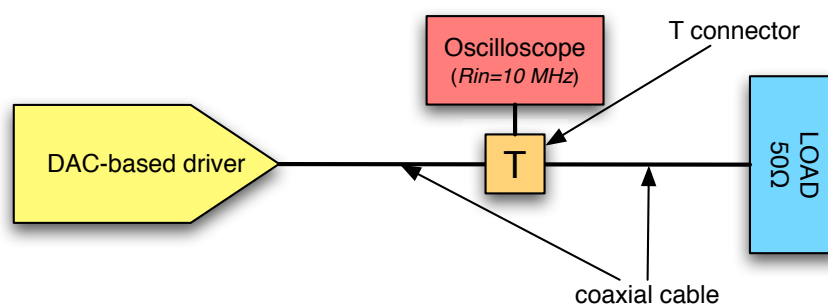 Oscilloscope
(Rin=10 MHz)
T connector
DAC-based driver
T
LOAD
50Ω
coaxial cable